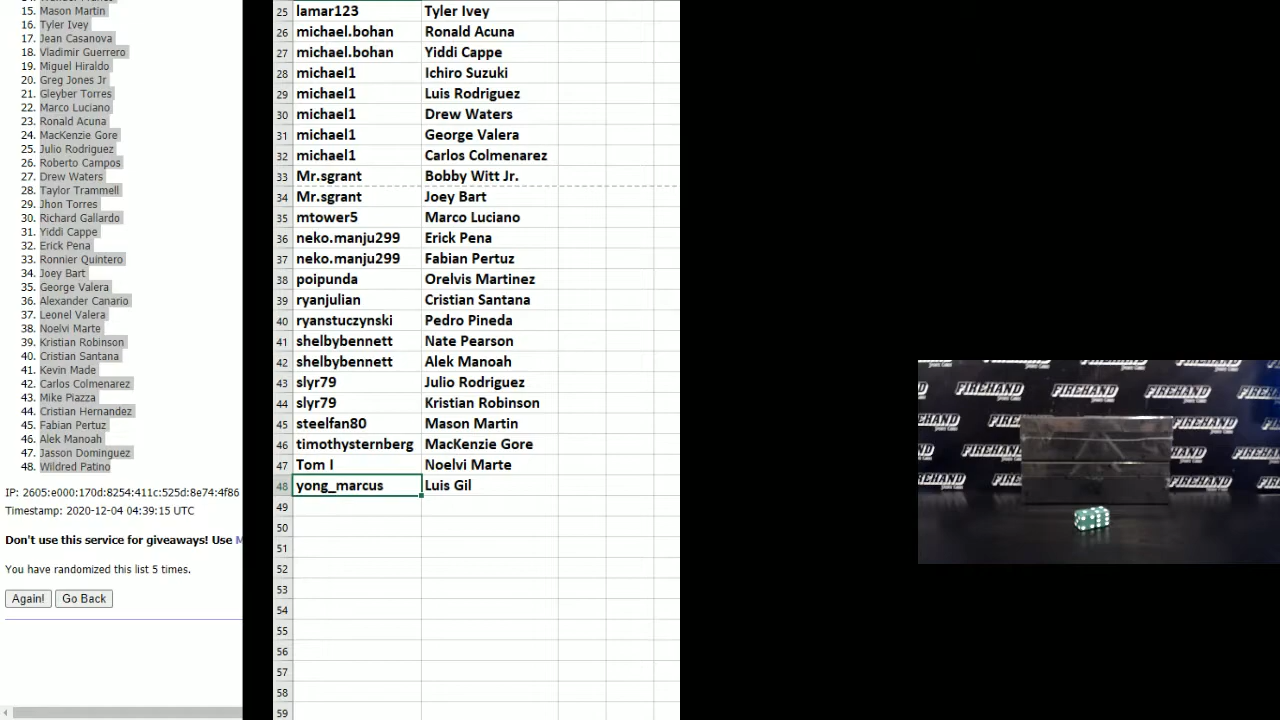 15. Mason Martin
16. Tyler Ivey
17. Jean Casanova
18. Vladimir Guerrero
19. Miguel Hiraldo
20. Greg Jones Jr
21. Gleyber Torres
22. Marco Luciano
23. Ronald Acuna
24. MacKenzie Gore
25. Julio Rodriguez
26. Roberto Campos
27. Drew Waters
28. Taylor Trammell
29. Jhon Torres
30. Richard Gallardo
31. Yiddi Cappe
32. Erick Pena
33. Ronnier Quintero
34. Joey Bart
35. George Valera
36. Alexander Canario
37. Leonel Valera
38. Noelvi Marte
39. Kristian Robinson
40. Cristian Santana
41. Kevin Made
42. Carlos Colmenarez
43. Mike Piazza
44. Cristian Hernandez
45. Fabian Pertuz
46. Alek Manoah
47. Jasson Dominguez
48. Wildred Patino
IP: 2605:e000:170d:8254:411c:525d:8e74:4f86
Timestamp: 2020-12-04 04:39:15 UTC
Don't use this service for giveaways! Use
You have randomized this list 5 times.
Again! Go Back
25 lamar123 Tyler Ivey
26 michael.bohan Ronald Acuna
27 michael.bohan Yiddi Cappe
28 michael1 Ichiro Suzuki
29 michael1 Luis Rodriguez
30 michael1 Drew Waters
31 michael1 George Valera
32 michael1 Carlos Colmenarez
33 Mr.sgrant Bobby Witt Jr.
34 Mr.sgrant Joey Bart
35 mtower5 Marco Luciano
36 neko.manju299 Erick Pena
37 neko.manju299 Fabian Pertuz
38 poipunda Orelvis Martinez
39 ryanjulian Cristian Santana
40 ryanstuczynski Pedro Pineda
41 shelbybennett Nate Pearson
42 shelbybennett Alek Manoah
43 slyr79 Julio Rodriguez
44 slyr79 Kristian Robinson
45 steelfan80 Mason Martin
46 timothysternberg MacKenzie Gore
47 Tom I Noelvi Marte
48 yong_marcus Luis Gil
49
50
51
52
53
54
55
56
57
58
59
FIREHAND
FIREHAND
FIREHAND
FIREHAND
FIREHAND
FIREHAND